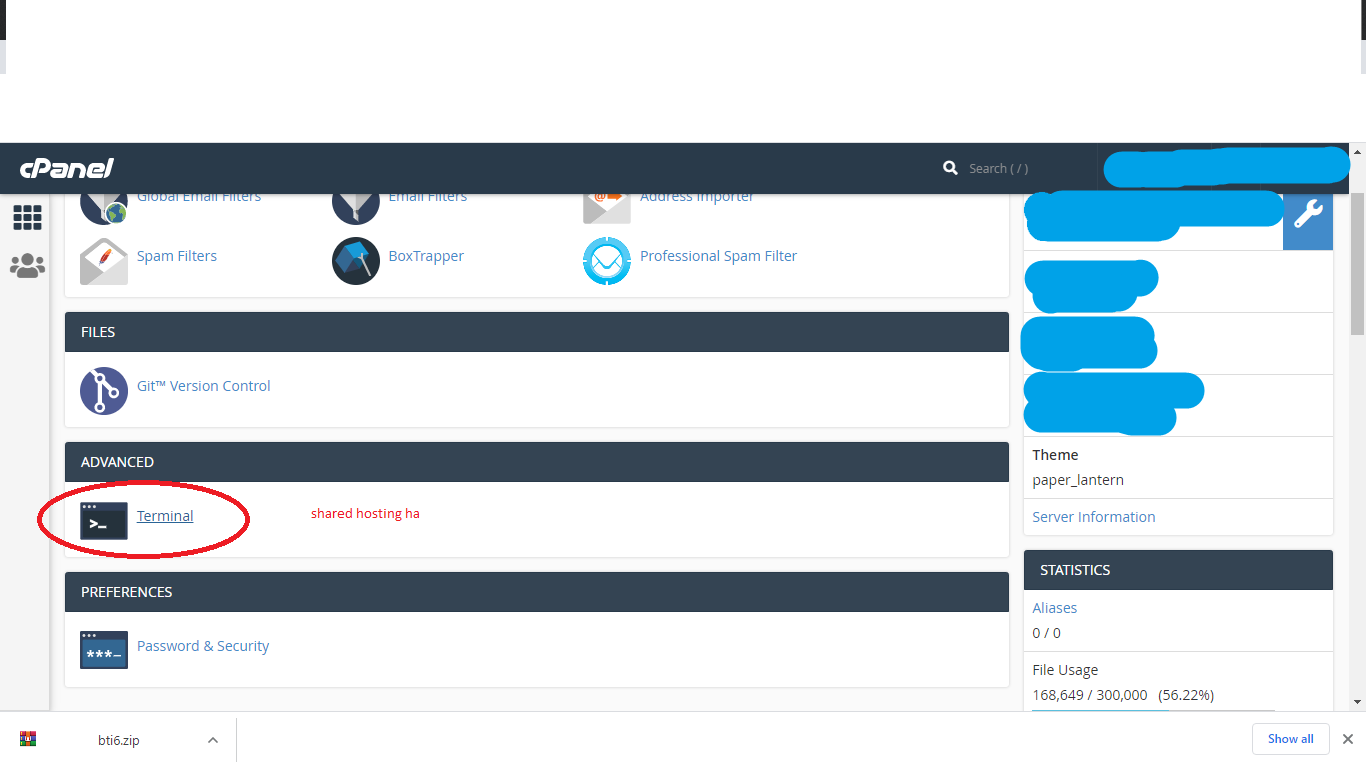 cPanel
Search ( / )
Global Email Filters
Email Filters
Address Importer
Spam Filters
BoxTrapper
Professional Spam Filter
FILES
Git™ Version Control
ADVANCED
>_
Terminal
shared hosting ha
PREFERENCES
***_
Password & Security
Theme
paper_lantern
Server Information
STATISTICS
Aliases
0 / 0
File Usage
168,649 / 300,000 (56.22%)
bti6.zip
Show all